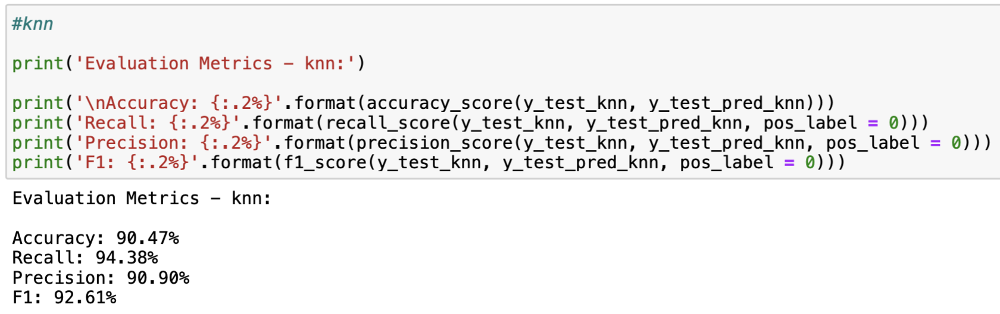 #knn
print('Evaluation Metrics – knn:')
print('\nAccuracy: {:.2%}'.format(accuracy_score(y_test_knn, y_test_pred_knn)))
print('Recall: {:.2%}'.format(recall_score(y_test_knn, y_test_pred_knn, pos_label = 0)))
print('Precision: {:.2%}'.format(precision_score(y_test_knn, y_test_pred_knn, pos_label = 0)))
print('F1: {:.2%}'.format(f1_score(y_test_knn, y_test_pred_knn, pos_label = 0)))
Evaluation Metrics – knn:
Accuracy: 90.47%
Recall: 94.38%
Precision: 90.90%
F1: 92.61%